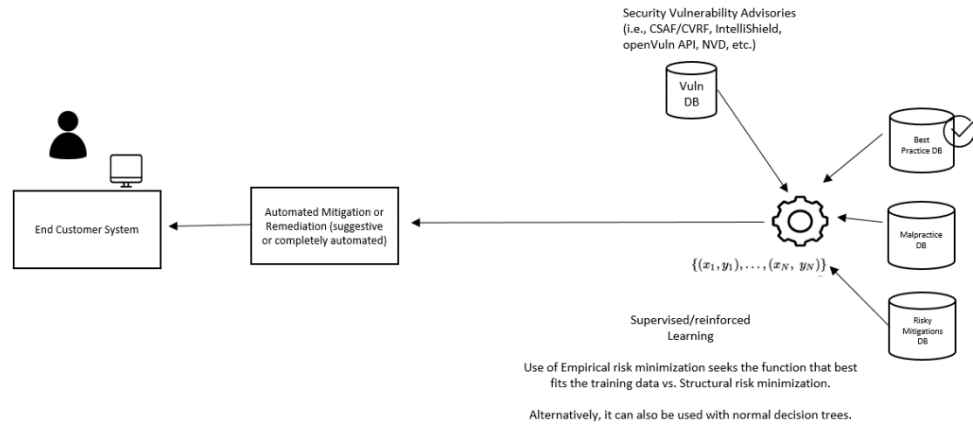 Security Vulnerability Advisories
(i.e., CSAF/CVRF, IntelliShield,
openVuln API, NVD, etc.)
Vuln
DB
Best
Practice DB
End Customer System
Automated Mitigation or
Remediation (suggestive
or completely automated)
Malpractice
DB
{(x₁, y₁), . . . , (x_N, y_N)}
Risky
Mitigations
DB
Supervised/reinforced
Learning
Use of Empirical risk minimization seeks the function that best
fits the training data vs. Structural risk minimization.
Alternatively, it can also be used with normal decision trees.